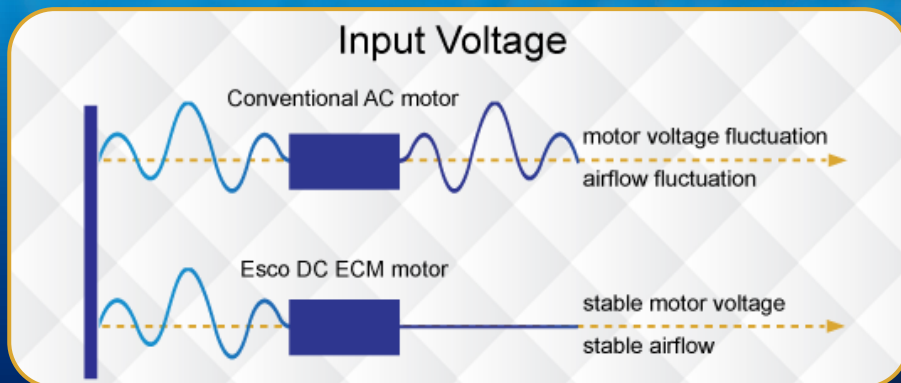 Input Voltage
Conventional AC motor
motor voltage fluctuation
airflow fluctuation
Esco DC ECM motor
stable motor voltage
stable airflow